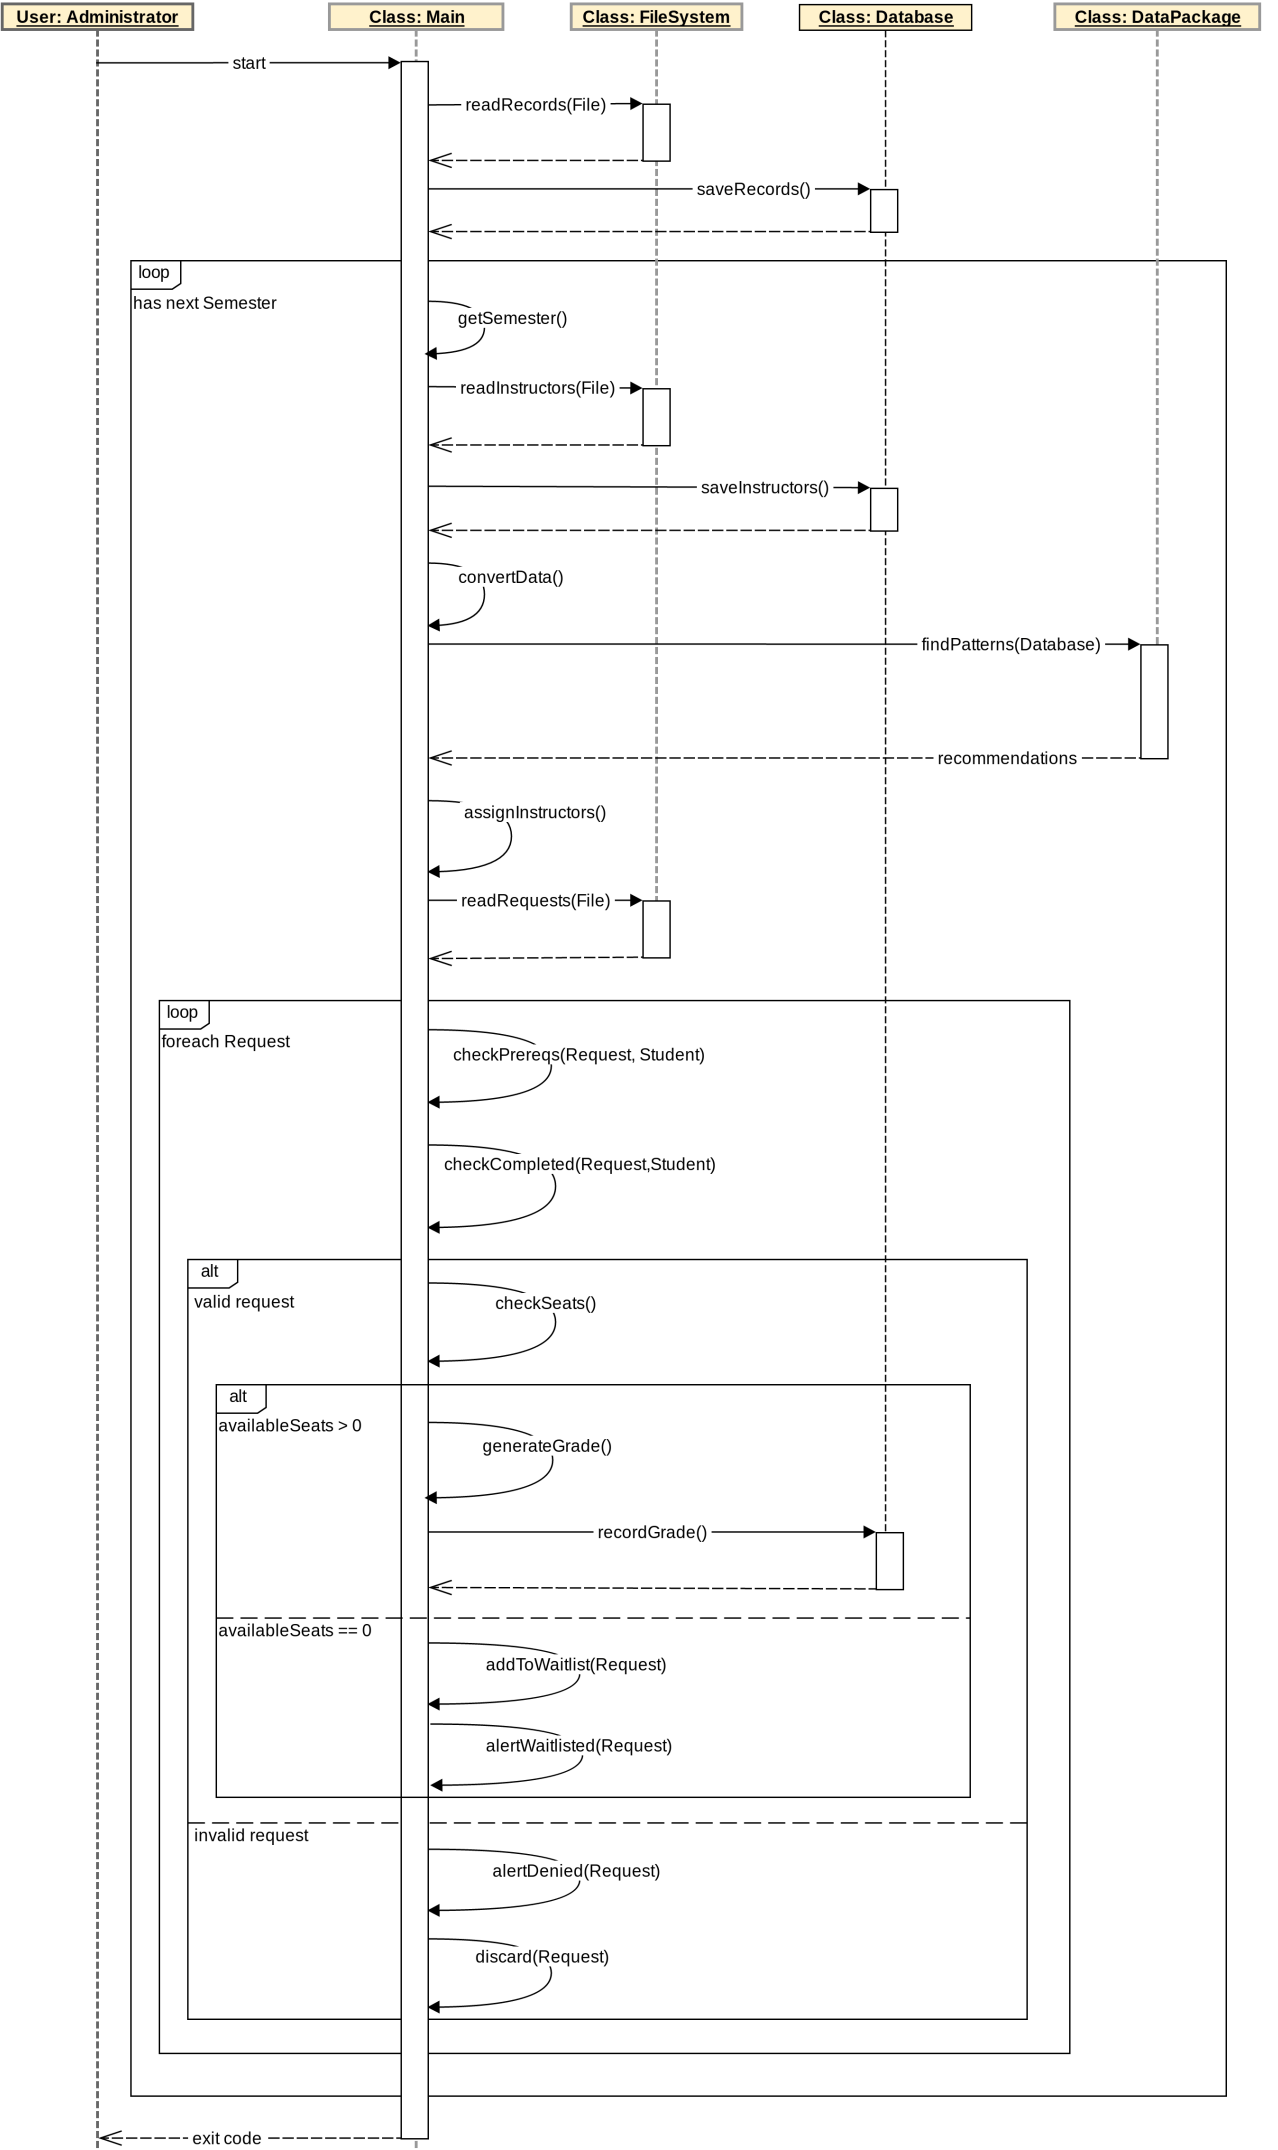 User: Administrator
Class: Main
Class: FileSystem
Class: Database
Class: DataPackage
start
readRecords(File)
saveRecords()
loop
has next Semester
getSemester()
readInstructors(File)
saveInstructors()
convertData()
findPatterns(Database)
recommendations
assignInstructors()
readRequests(File)
loop
foreach Request
checkPrereqs(Request, Student)
checkCompleted(Request,Student)
alt
valid request
checkSeats()
alt
availableSeats > 0
generateGrade()
recordGrade()
availableSeats == 0
addToWaitlist(Request)
alertWaitlisted(Request)
invalid request
alertDenied(Request)
discard(Request)
exit code